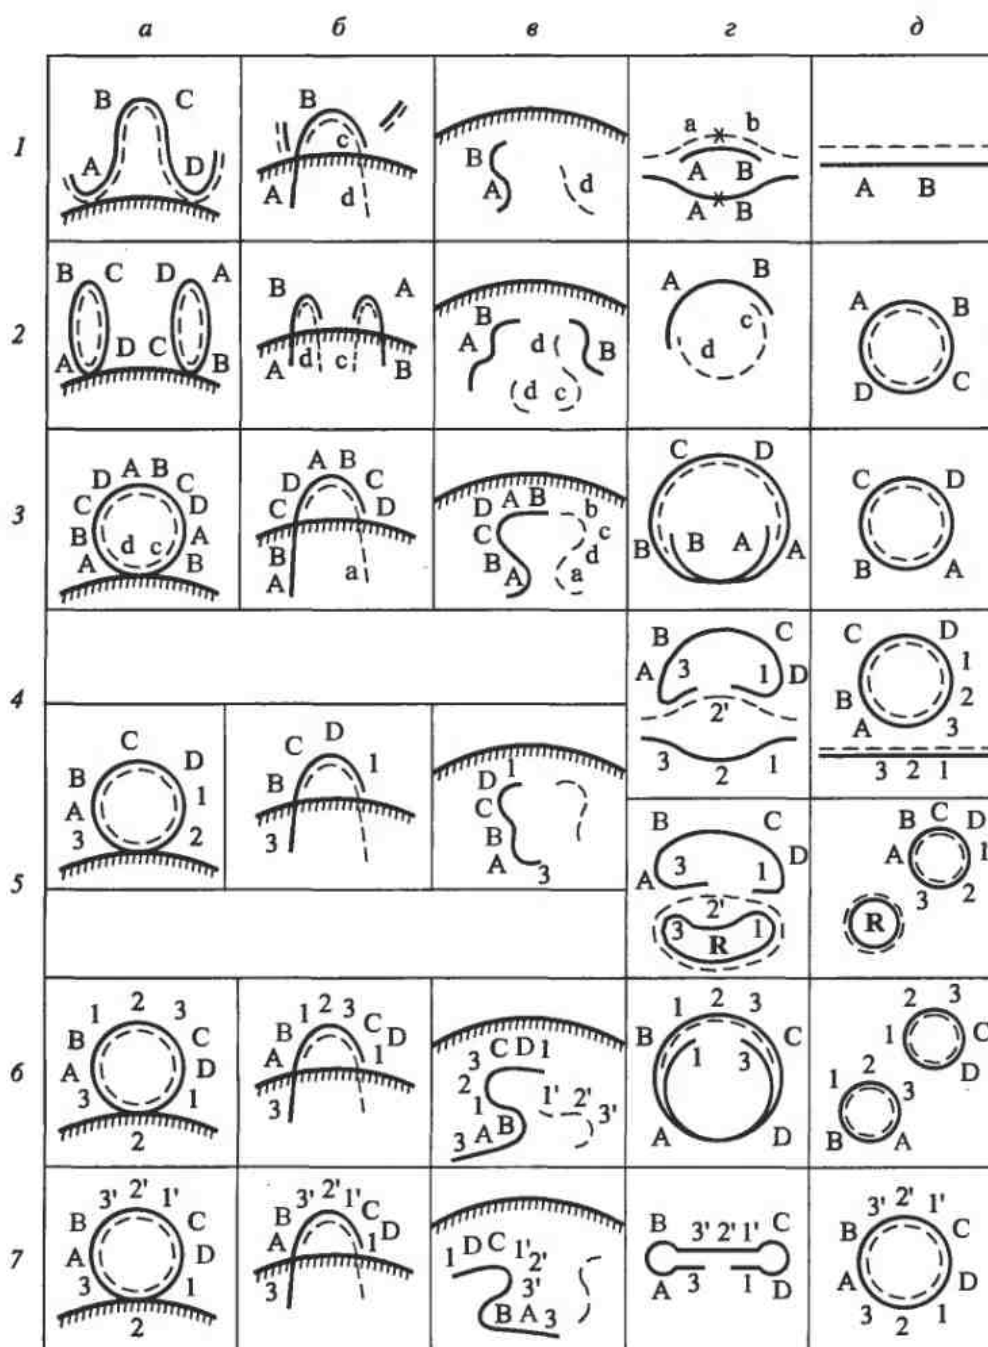 а б в г д
1
B C
A D
B
c
A d
B
A d
a b
A B
A B
A B
2
B C D A
A D C B
B A
A d c B
B
A d B
d c
A B
c
d
A B
D C
3
D A B C
C D
B A
A d c B
A B
D C
C D
B
A a
D A B b
C c
B d
A a
C D
B B A A
C D
B A
4
B C
A 3 1 D
2'
3 2 1
C D
1
B 2
A 3
3 2 1
5
C
B D
A 1
3 2
D
C 1
B
3
D 1
C
B
A 3
B C
A 3 1 D
2'
3 R 1
B C D
A 1
3 2
R
6
1 2 3
B C
A D
3 1
2
1 2 3
B C
A D
1
3
3 C D 1
2 1' 2'
1 3'
3 A B
1 2 3
B 1 3 C
A D
2 3
1 C
D
2
1 3
B A
7
3' 2' 1'
B C
A D
3 1
2
3' 2' 1'
B C
A D
1
3
1 D C 1'
2'
3'
B A 3
B 3' 2' 1' C
A 3 1 D
3' 2' 1'
B C
A D
3 2 1